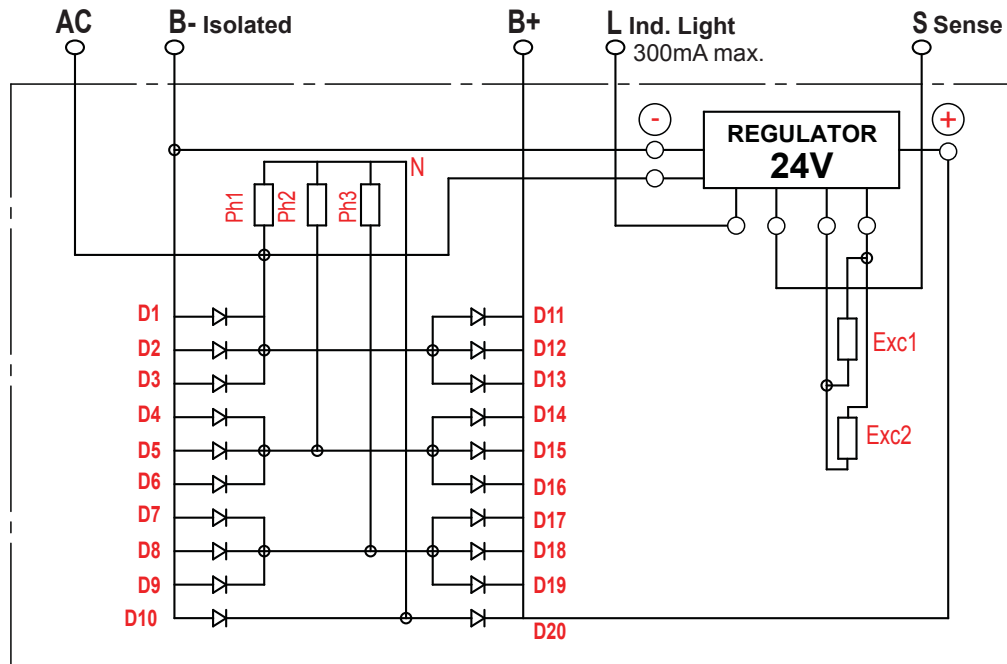 AC
B- Isolated
B+
L Ind. Light
300mA max.
S Sense
-
+
REGULATOR
24V
N
Ph1
Ph2
Ph3
D1
D11
D2
D12
Exc1
D3
D13
D4
D14
Exc2
D5
D15
D6
D16
D7
D17
D8
D18
D9
D19
D10
D20